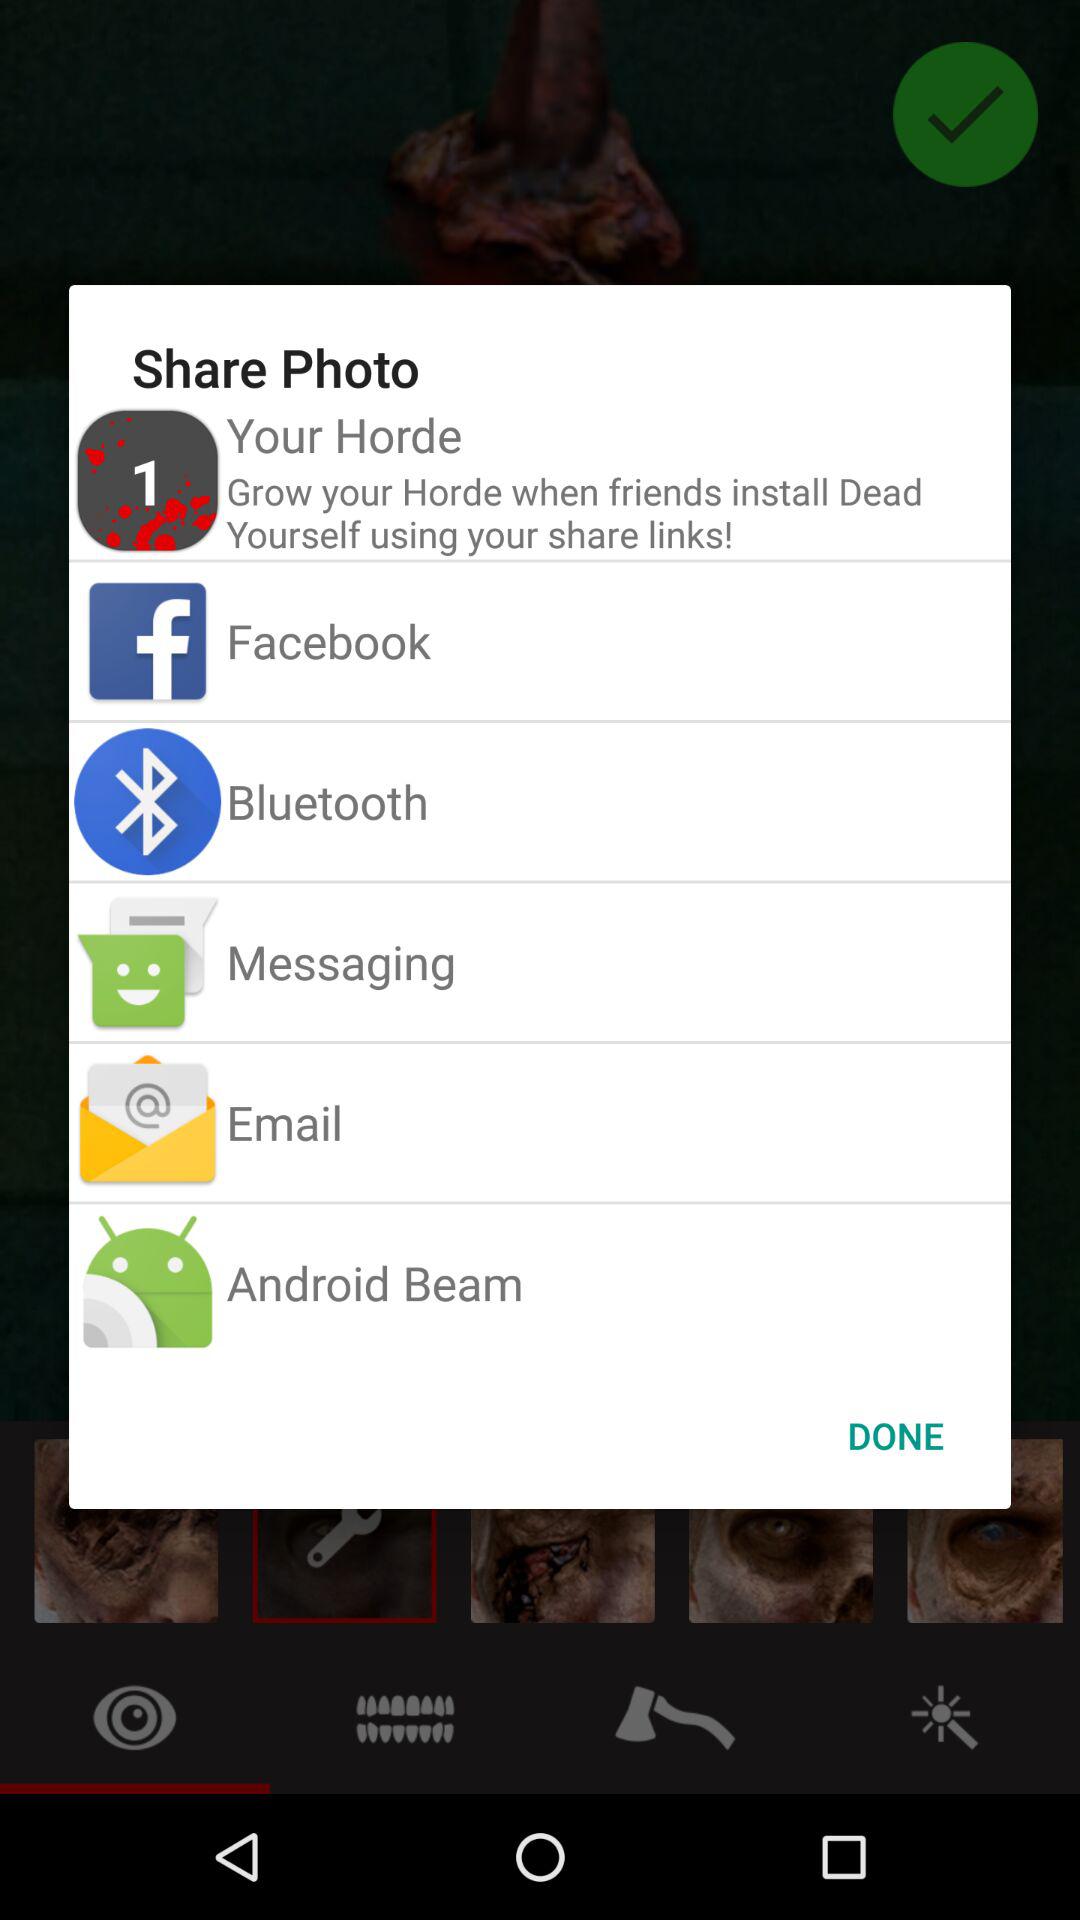 Share Photo
1
Your Horde
Grow your Horde when friends install Dead
Yourself using your share links!
Facebook
Bluetooth
Messaging
Email
Android Beam
DONE